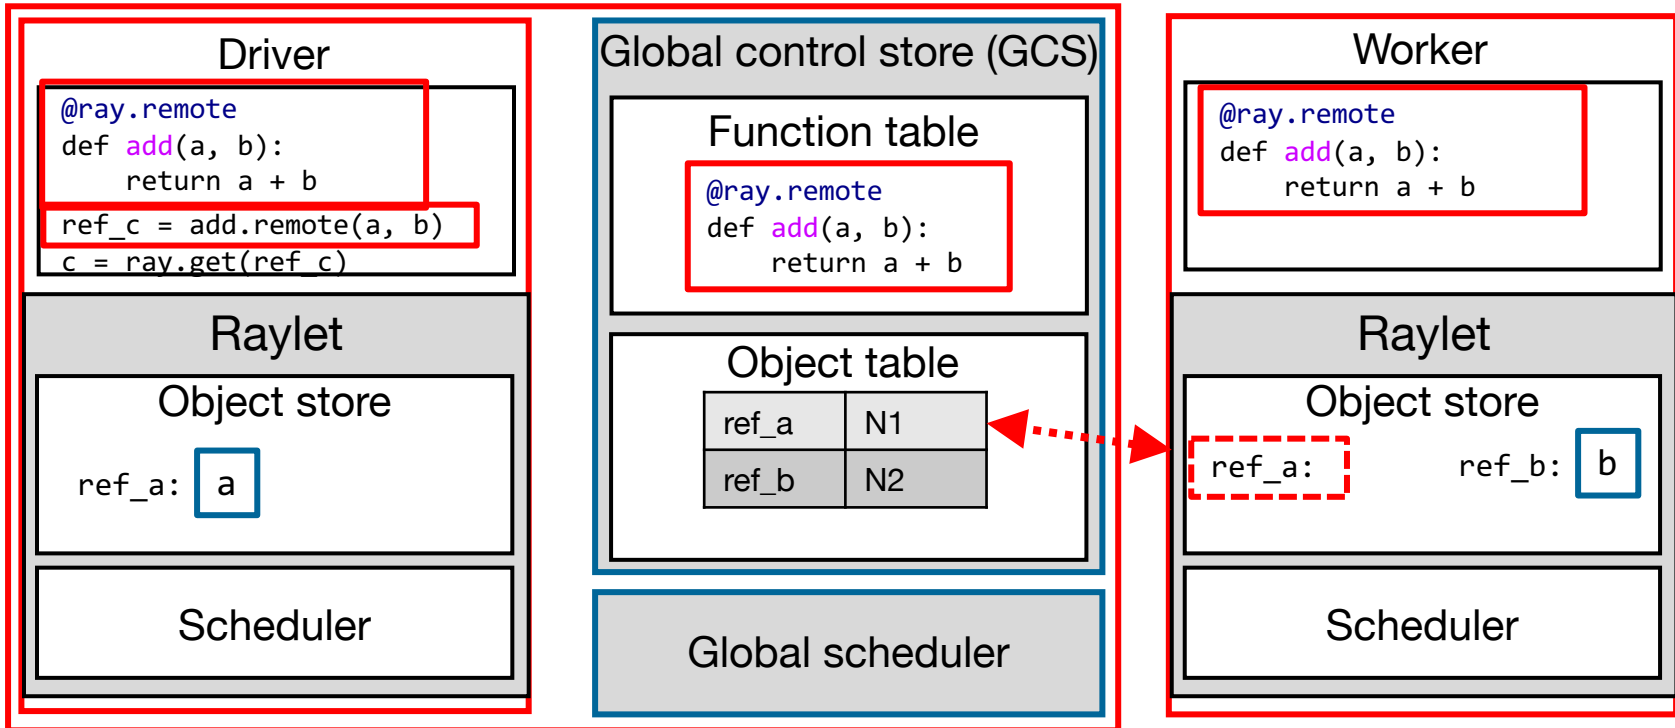 Driver
@ray.remote
def add(a, b):
    return a + b
ref_c = add.remote(a, b)
c = ray.get(ref_c)
Raylet
Object store
ref_a: a
Scheduler
Global control store (GCS)
Function table
@ray.remote
def add(a, b):
    return a + b
Object table
ref_a N1
ref_b N2
Global scheduler
Worker
@ray.remote
def add(a, b):
    return a + b
Raylet
Object store
ref_a: ref_b: b
Scheduler